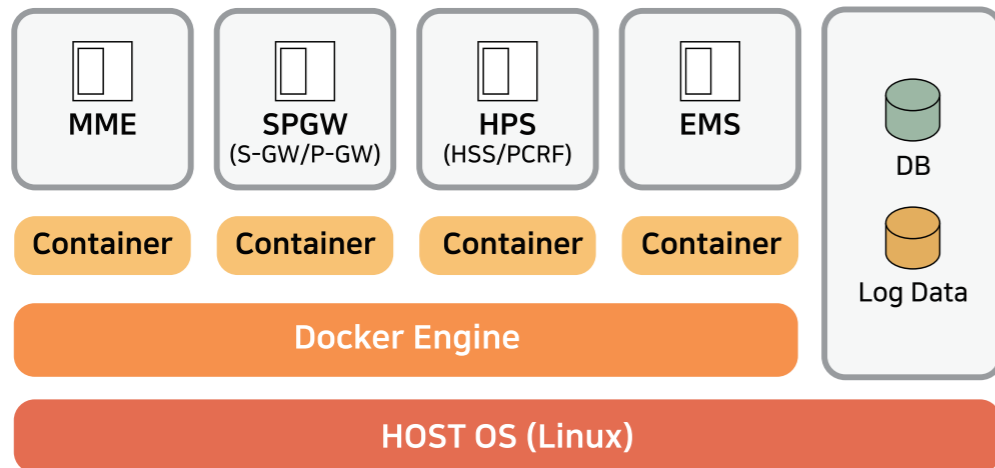 MME
SPGW
(S-GW/P-GW)
HPS
(HSS/PCRF)
EMS
DB
Log Data
Container
Container
Container
Container
Docker Engine
HOST OS (Linux)